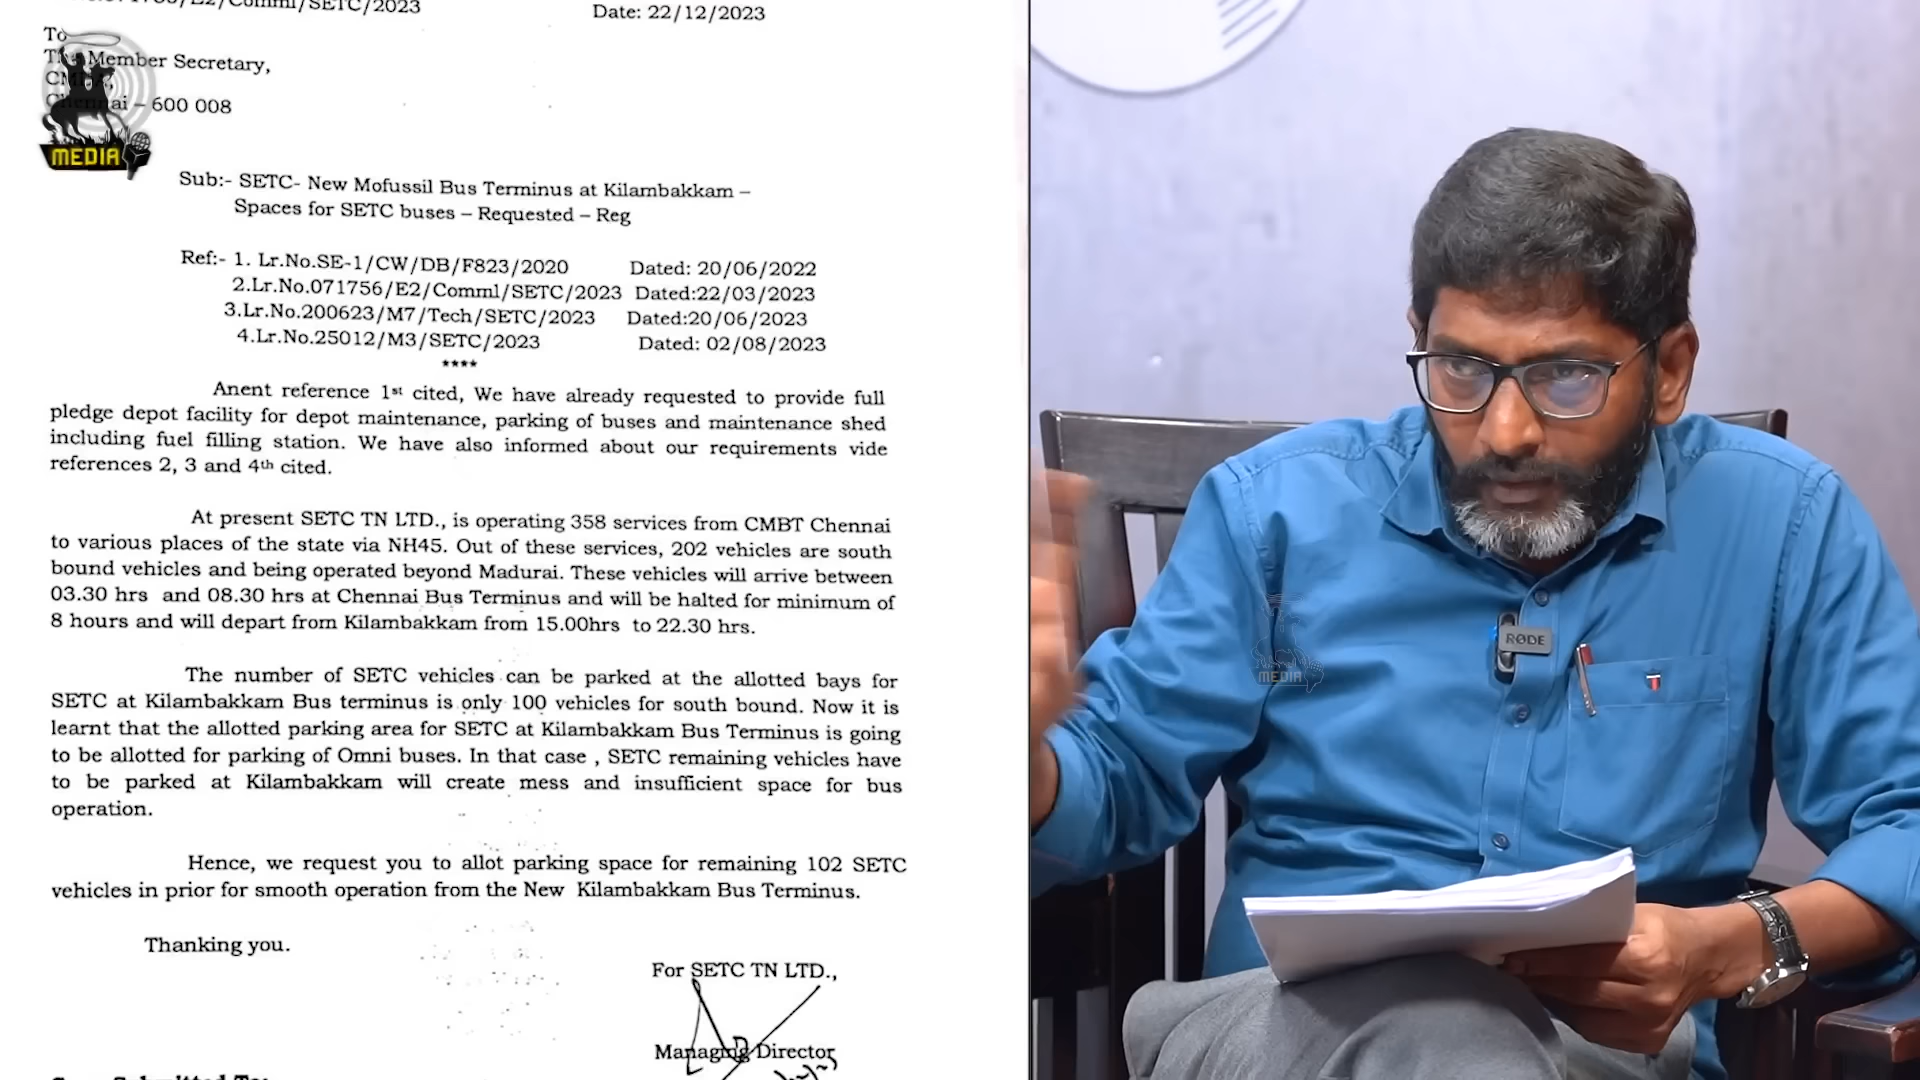 /E2/Comml/SETC/2023
Date: 22/12/2023
To
The Member Secretary,
CMDA,
Chennai – 600 008
MEDIA
Sub:- SETC- New Mofussil Bus Terminus at Kilambakkam –
Spaces for SETC buses – Requested – Reg
Ref:- 1. Lr.No.SE-1/CW/DB/F823/2020 Dated: 20/06/2022
2.Lr.No.071756/E2/Comml/SETC/2023 Dated:22/03/2023
3.Lr.No.200623/M7/Tech/SETC/2023 Dated:20/06/2023
4.Lr.No.25012/M3/SETC/2023 Dated: 02/08/2023
****
Anent reference 1st cited, We have already requested to provide full
pledge depot facility for depot maintenance, parking of buses and maintenance shed
including fuel filling station. We have also informed about our requirements vide
references 2, 3 and 4th cited.
At present SETC TN LTD., is operating 358 services from CMBT Chennai
to various places of the state via NH45. Out of these services, 202 vehicles are south
bound vehicles and being operated beyond Madurai. These vehicles will arrive between
03.30 hrs and 08.30 hrs at Chennai Bus Terminus and will be halted for minimum of
8 hours and will depart from Kilambakkam from 15.00hrs to 22.30 hrs.
The number of SETC vehicles can be parked at the allotted bays for
SETC at Kilambakkam Bus terminus is only 100 vehicles for south bound. Now it is
learnt that the allotted parking area for SETC at Kilambakkam Bus Terminus is going
to be allotted for parking of Omni buses. In that case , SETC remaining vehicles have
to be parked at Kilambakkam will create mess and insufficient space for bus
operation.
Hence, we request you to allot parking space for remaining 102 SETC
vehicles in prior for smooth operation from the New Kilambakkam Bus Terminus.
Thanking you.
For SETC TN LTD.,
Managing Director
RØDE
MEDIA